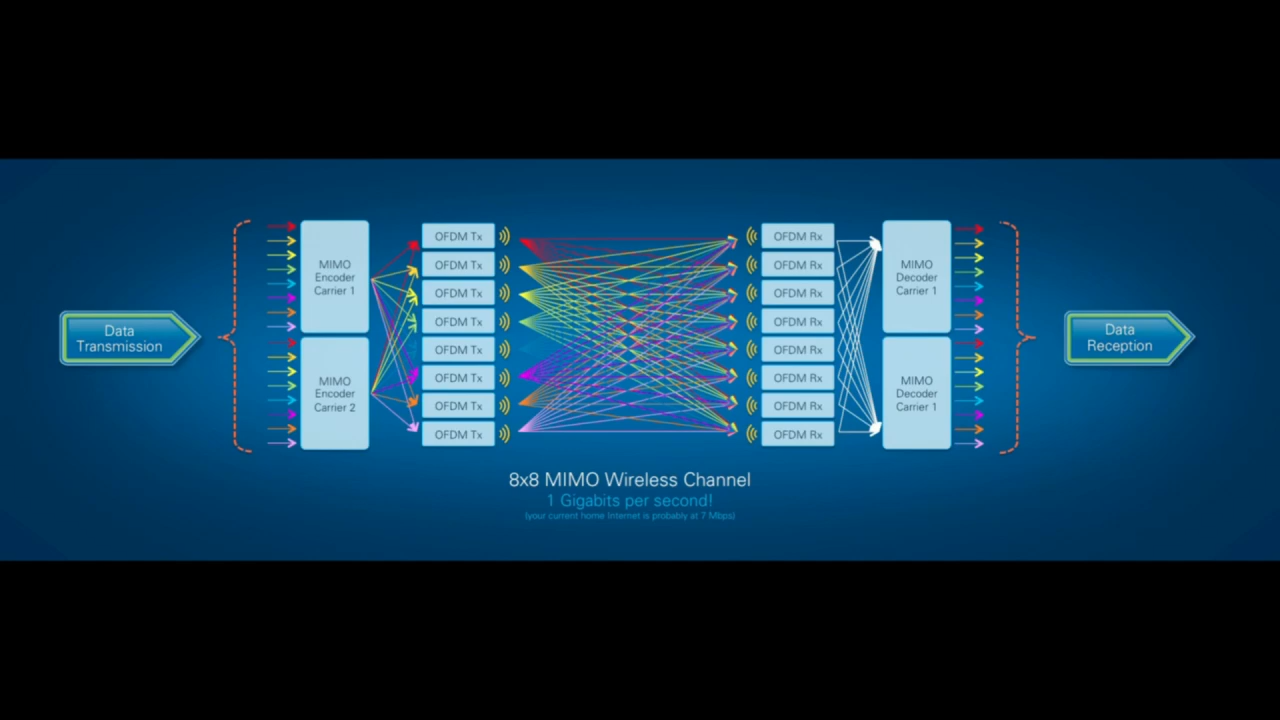 Data
Transmission
MIMO
Encoder
Carrier 1
MIMO
Encoder
Carrier 2
OFDM Tx
OFDM Tx
OFDM Tx
OFDM Tx
OFDM Tx
OFDM Tx
OFDM Tx
OFDM Tx
OFDM Rx
OFDM Rx
OFDM Rx
OFDM Rx
OFDM Rx
OFDM Rx
OFDM Rx
OFDM Rx
MIMO
Decoder
Carrier 1
MIMO
Decoder
Carrier 1
Data
Reception
8x8 MIMO Wireless Channel
1 Gigabits per second!
(your current home Internet is probably at 7 Mbps)